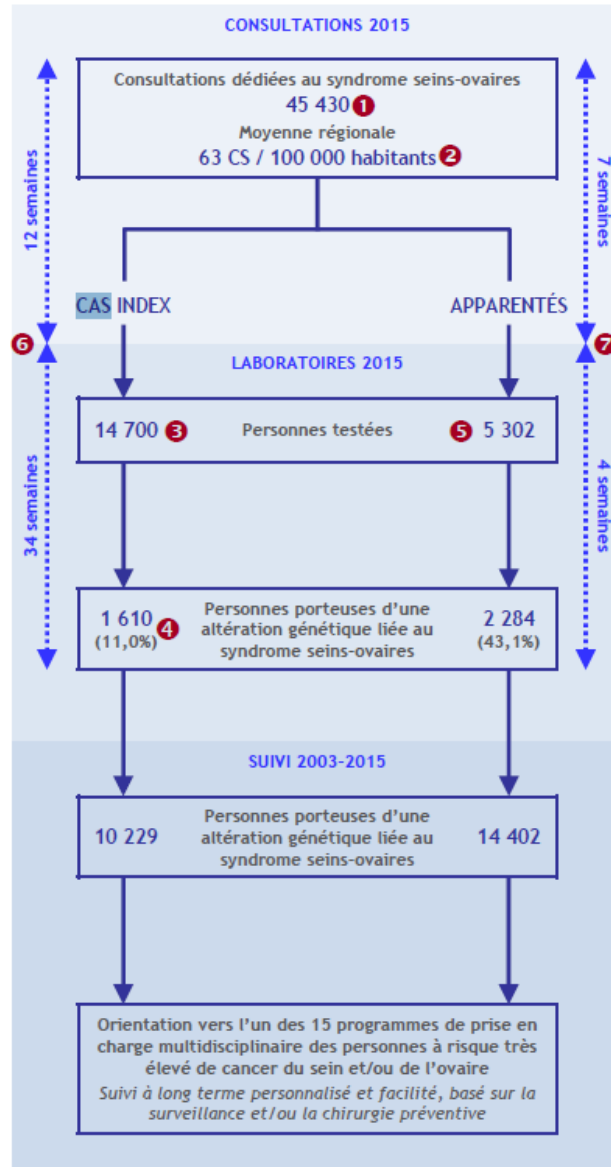 CONSULTATIONS 2015
Consultations dédiées au syndrome seins-ovaires
45 430 1
Moyenne régionale
63 CS / 100 000 habitants 2
12 semaines
7 semaines
CAS INDEX
APPARENTÉS
6
7
LABORATOIRES 2015
14 700 3 Personnes testées 5 5 302
34 semaines
4 semaines
1 610 4 (11,0%)
Personnes porteuses d’une
altération génétique liée au
syndrome seins-ovaires
2 284
(43,1%)
SUIVI 2003-2015
10 229
Personnes porteuses d’une
altération génétique liée au
syndrome seins-ovaires
14 402
Orientation vers l’un des 15 programmes de prise en
charge multidisciplinaire des personnes à risque très
élevé de cancer du sein et/ou de l’ovaire
Suivi à long terme personnalisé et facilité, basé sur la
surveillance et/ou la chirurgie préventive